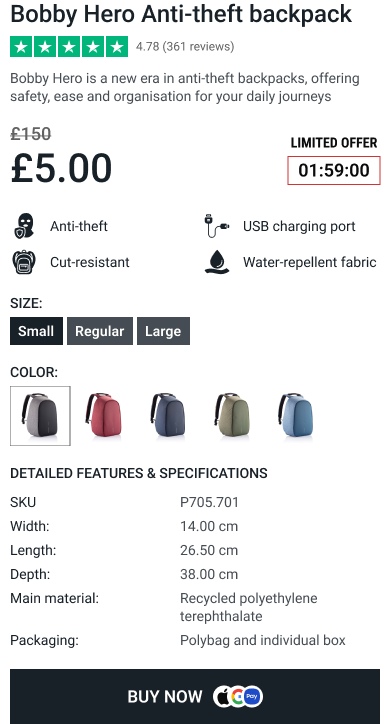 Bobby Hero Anti-theft backpack
4.78 (361 reviews)
Bobby Hero is a new era in anti-theft backpacks, offering
safety, ease and organisation for your daily journeys
£150
£5.00
LIMITED OFFER
01:59:00
Anti-theft
USB charging port
Cut-resistant
Water-repellent fabric
SIZE:
Small Regular Large
COLOR:
DETAILED FEATURES & SPECIFICATIONS
SKU P705.701
Width: 14.00 cm
Length: 26.50 cm
Depth: 38.00 cm
Main material: Recycled polyethylene
terephthalate
Packaging: Polybag and individual box
BUY NOW G Pay